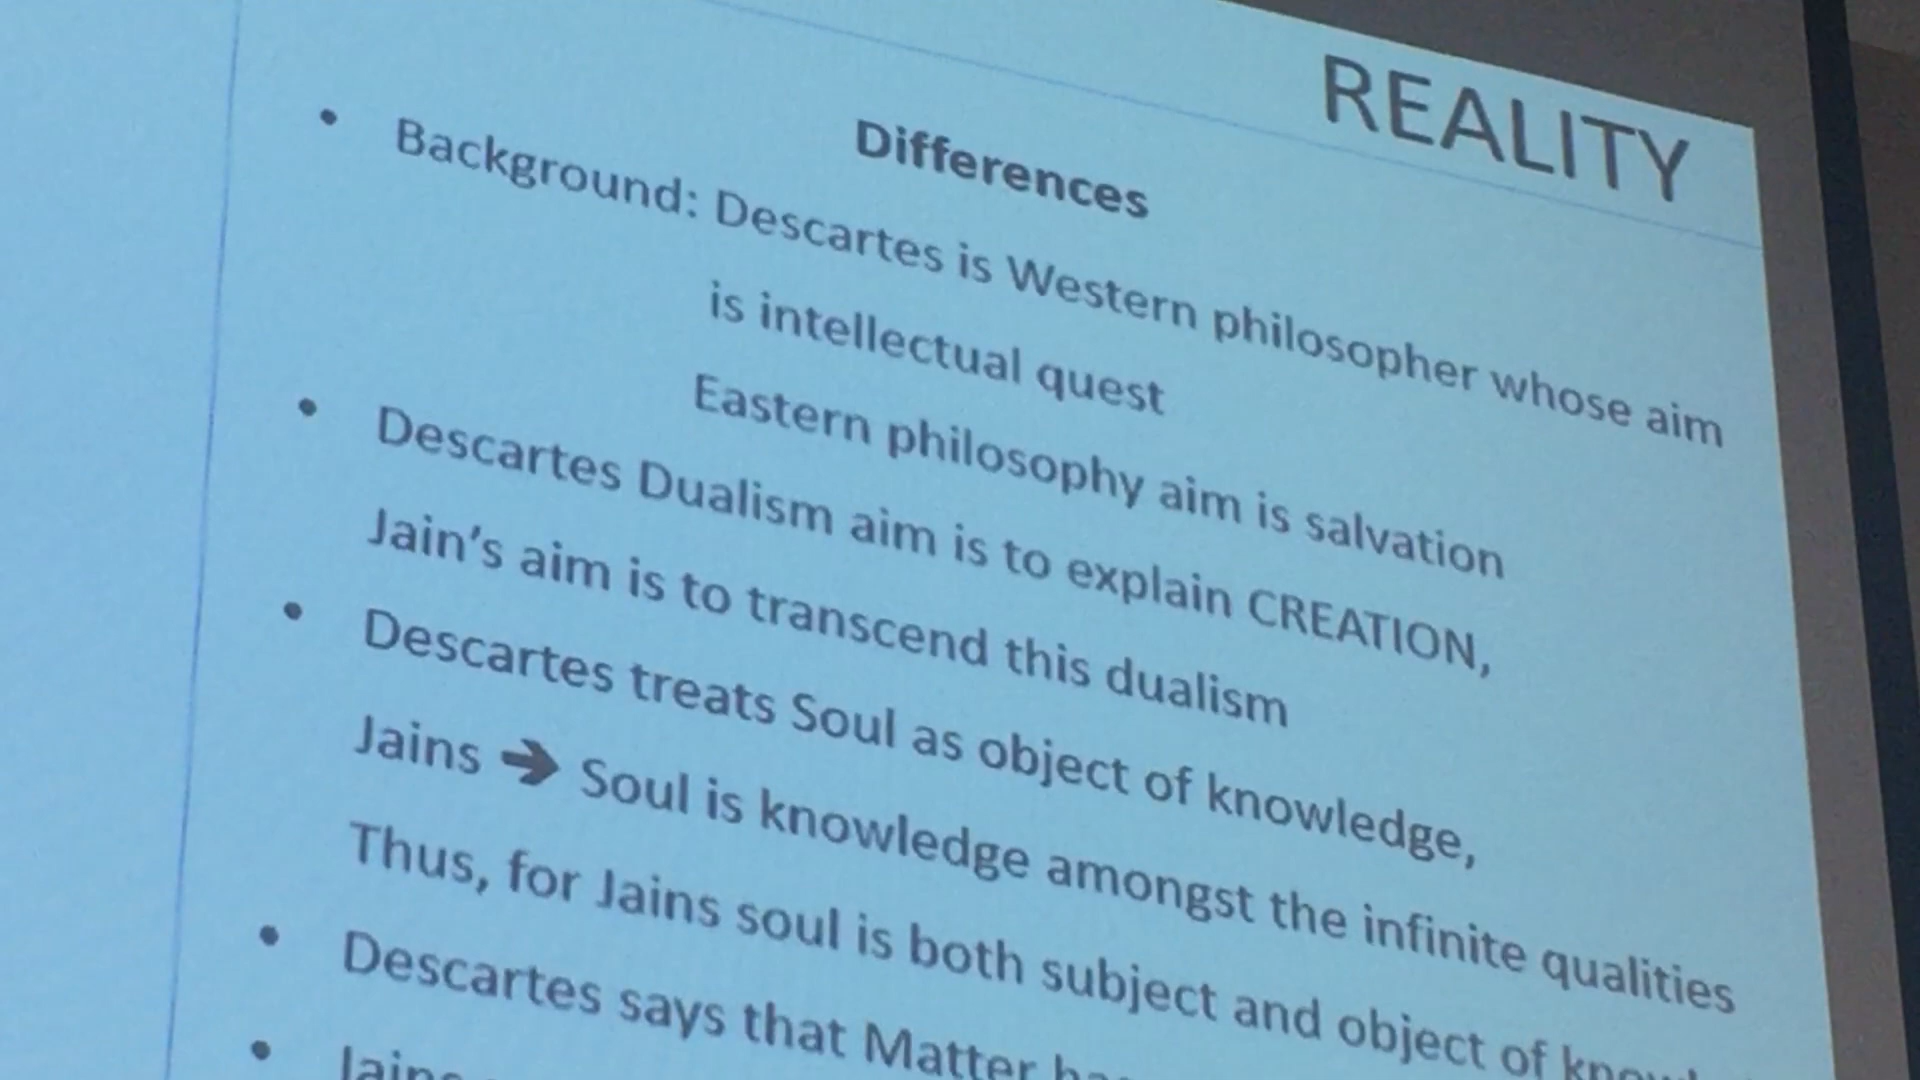 REALITY
Differences
• Background: Descartes is Western philosopher whose aim
is intellectual quest
Eastern philosophy aim is salvation
• Descartes Dualism aim is to explain CREATION,
Jain's aim is to transcend this dualism
• Descartes treats Soul as object of knowledge,
Jains ➔ Soul is knowledge amongst the infinite qualities
Thus, for Jains soul is both subject and object of
• Descartes says that Matter
• Jains